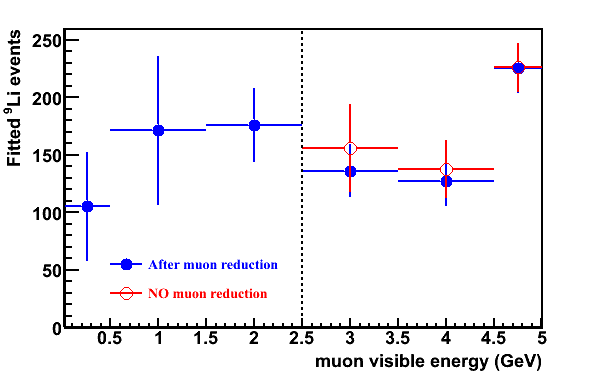 Fitted ⁹Li events
250
200
150
100
50
0
After muon reduction
NO muon reduction
0.5 1 1.5 2 2.5 3 3.5 4 4.5 5
muon visible energy (GeV)